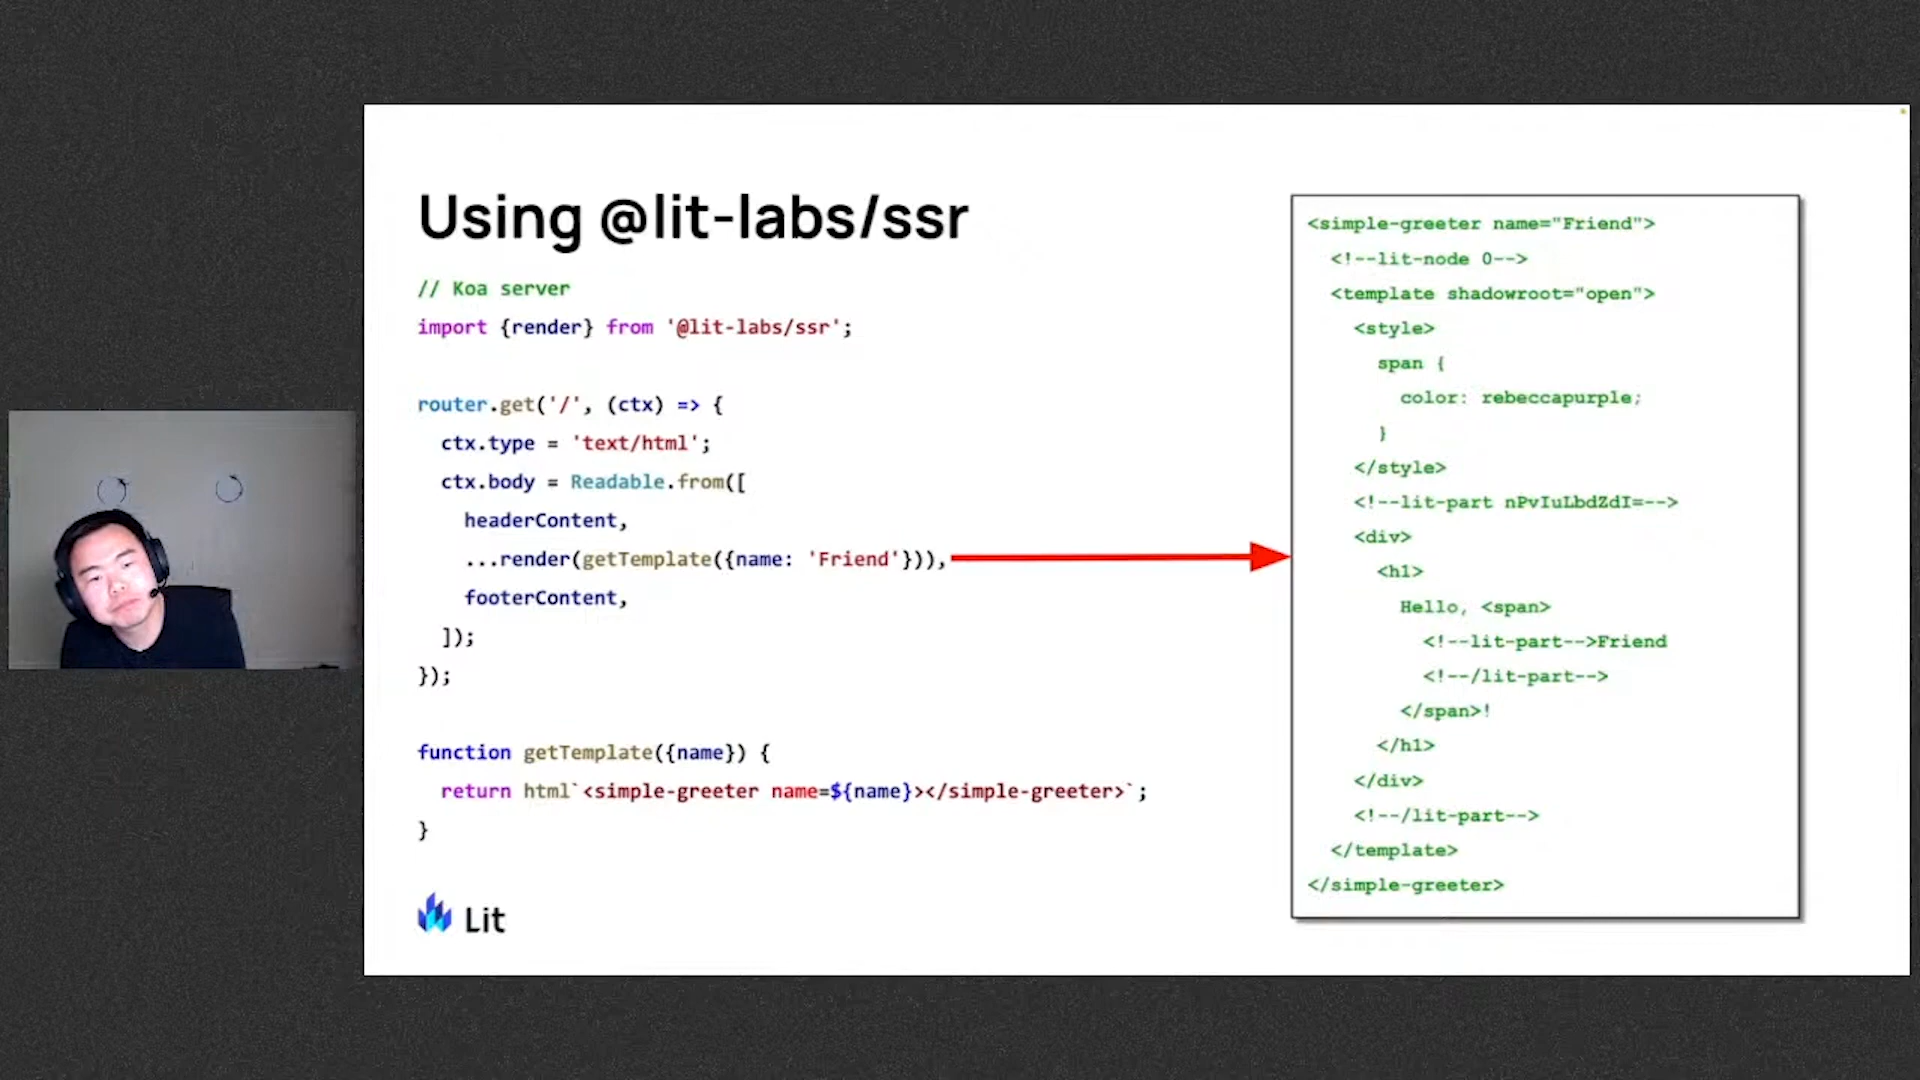 Using @lit-labs/ssr
// Koa server
import {render} from '@lit-labs/ssr';
router.get('/', (ctx) => {
ctx.type = 'text/html';
ctx.body = Readable.from([
headerContent,
...render(getTemplate({name: 'Friend'})),
footerContent,
]);
});
function getTemplate({name}) {
return html`<simple-greeter name=${name}></simple-greeter>`;
}
Lit
<simple-greeter name="Friend">
<!--lit-node 0-->
<template shadowroot="open">
<style>
span {
color: rebeccapurple;
}
</style>
<!--lit-part nPvIuLbdZdI=-->
<div>
<h1>
Hello, <span>
<!--lit-part-->Friend
<!--/lit-part-->
</span>!
</h1>
</div>
<!--/lit-part-->
</template>
</simple-greeter>